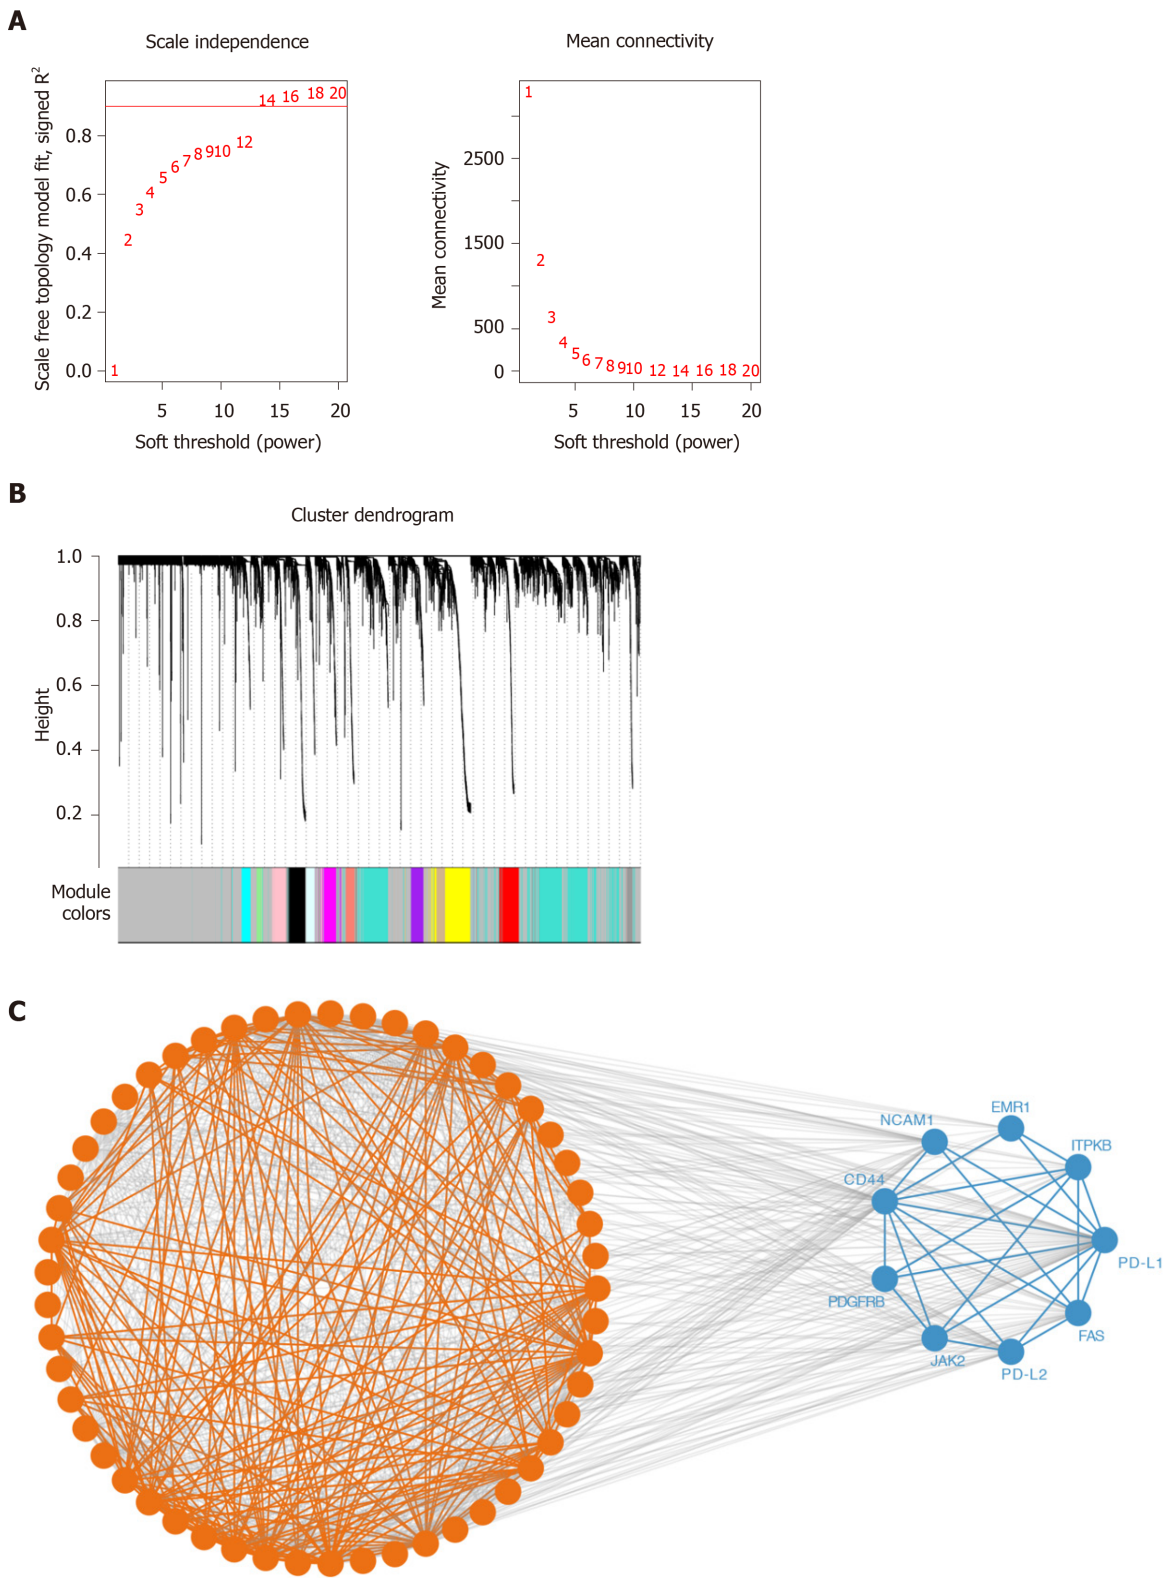 A
Scale independence
Scale free topology model fit, signed R²
0.8
0.6
0.4
0.2
0.0
1
2
3
4
5
6
7
8
9
10
12
14
16
18
20
5
10
15
20
Soft threshold (power)
Mean connectivity
Mean connectivity
2500
1500
500
0
1
2
3
4
5
6
7
8
9
10
12
14
16
18
20
5
10
15
20
Soft threshold (power)
B
Cluster dendrogram
Height
1.0
0.8
0.6
0.4
0.2
Module
colors
C
EMR1
NCAM1
ITPKB
CD44
PD-L1
PDGFRB
FAS
JAK2
PD-L2